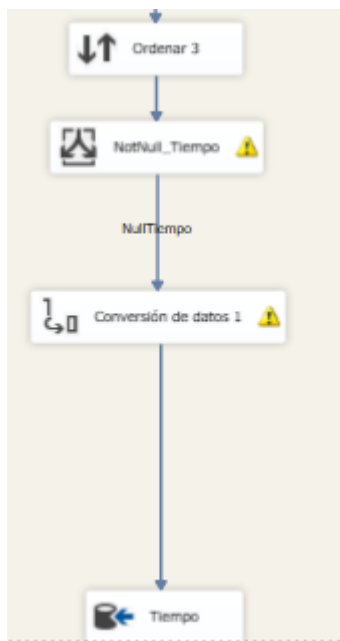 Ordenar 3
NotNull_Tiempo
NullTiempo
Conversión de datos 1
Tiempo